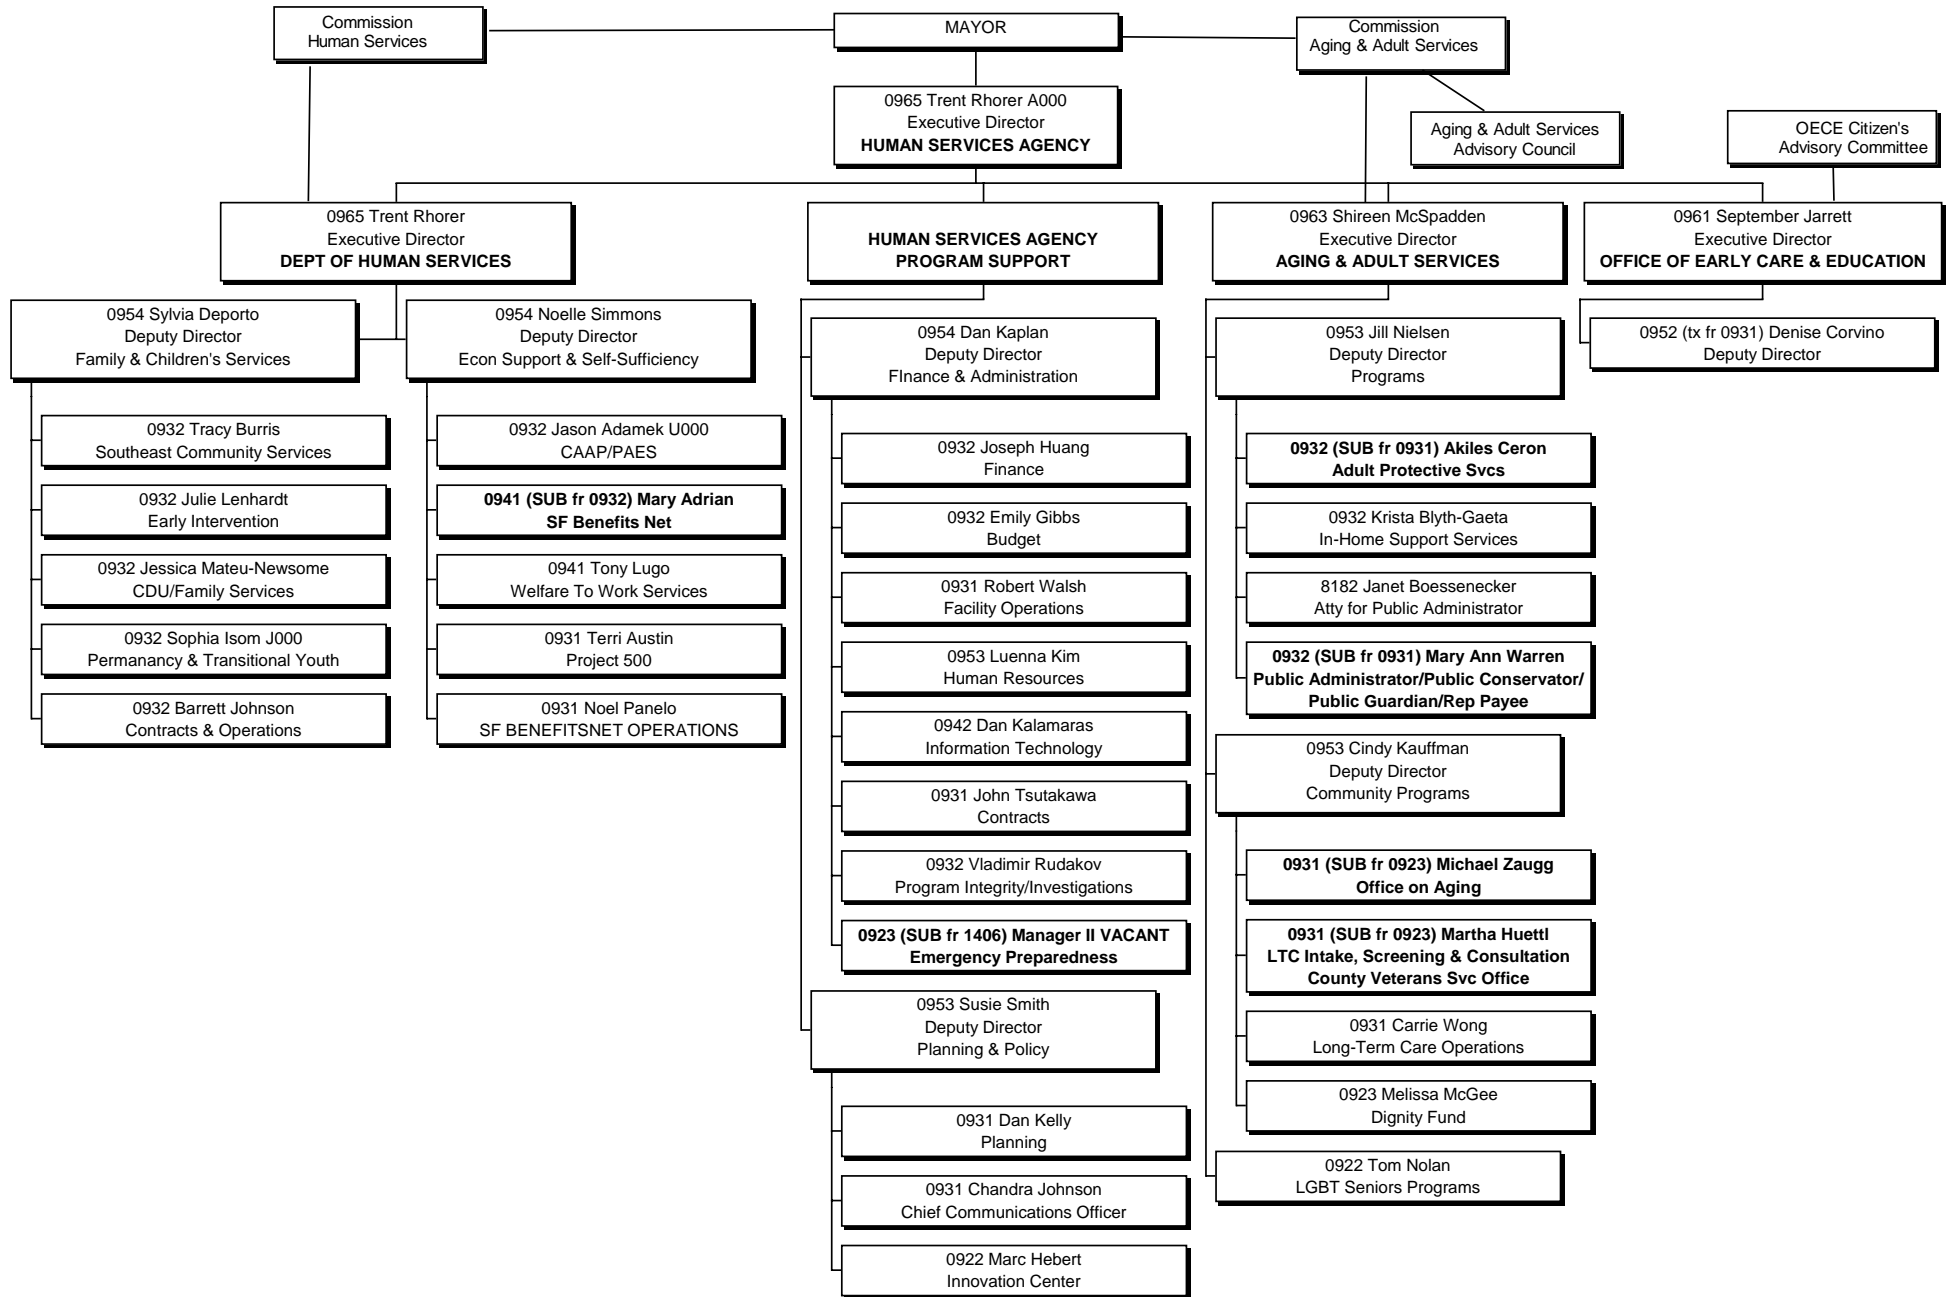 Commission
Human Services
MAYOR
Commission
Aging & Adult Services
0965 Trent Rhorer A000
Executive Director
HUMAN SERVICES AGENCY
Aging & Adult Services
Advisory Council
OECE Citizen's
Advisory Committee
0965 Trent Rhorer
Executive Director
DEPT OF HUMAN SERVICES
HUMAN SERVICES AGENCY
PROGRAM SUPPORT
0963 Shireen McSpadden
Executive Director
AGING & ADULT SERVICES
0961 September Jarrett
Executive Director
OFFICE OF EARLY CARE & EDUCATION
0954 Sylvia Deporto
Deputy Director
Family & Children's Services
0932 Tracy Burris
Southeast Community Services
0932 Julie Lenhardt
Early Intervention
0932 Jessica Mateu-Newsome
CDU/Family Services
0932 Sophia Isom J000
Permanancy & Transitional Youth
0932 Barrett Johnson
Contracts & Operations
0954 Noelle Simmons
Deputy Director
Econ Support & Self-Sufficiency
0932 Jason Adamek U000
CAAP/PAES
0941 (SUB fr 0932) Mary Adrian
SF Benefits Net
0941 Tony Lugo
Welfare To Work Services
0931 Terri Austin
Project 500
0931 Noel Panelo
SF BENEFITSNET OPERATIONS
0954 Dan Kaplan
Deputy Director
FInance & Administration
0932 Joseph Huang
Finance
0932 Emily Gibbs
Budget
0931 Robert Walsh
Facility Operations
0953 Luenna Kim
Human Resources
0942 Dan Kalamaras
Information Technology
0931 John Tsutakawa
Contracts
0932 Vladimir Rudakov
Program Integrity/Investigations
0923 (SUB fr 1406) Manager II VACANT
Emergency Preparedness
0953 Susie Smith
Deputy Director
Planning & Policy
0931 Dan Kelly
Planning
0931 Chandra Johnson
Chief Communications Officer
0922 Marc Hebert
Innovation Center
0953 Jill Nielsen
Deputy Director
Programs
0932 (SUB fr 0931) Akiles Ceron
Adult Protective Svcs
0932 Krista Blyth-Gaeta
In-Home Support Services
8182 Janet Boessenecker
Atty for Public Administrator
0932 (SUB fr 0931) Mary Ann Warren
Public Administrator/Public Conservator/
Public Guardian/Rep Payee
0953 Cindy Kauffman
Deputy Director
Community Programs
0931 (SUB fr 0923) Michael Zaugg
Office on Aging
0931 (SUB fr 0923) Martha Huettl
LTC Intake, Screening & Consultation
County Veterans Svc Office
0931 Carrie Wong
Long-Term Care Operations
0923 Melissa McGee
Dignity Fund
0922 Tom Nolan
LGBT Seniors Programs
0952 (tx fr 0931) Denise Corvino
Deputy Director